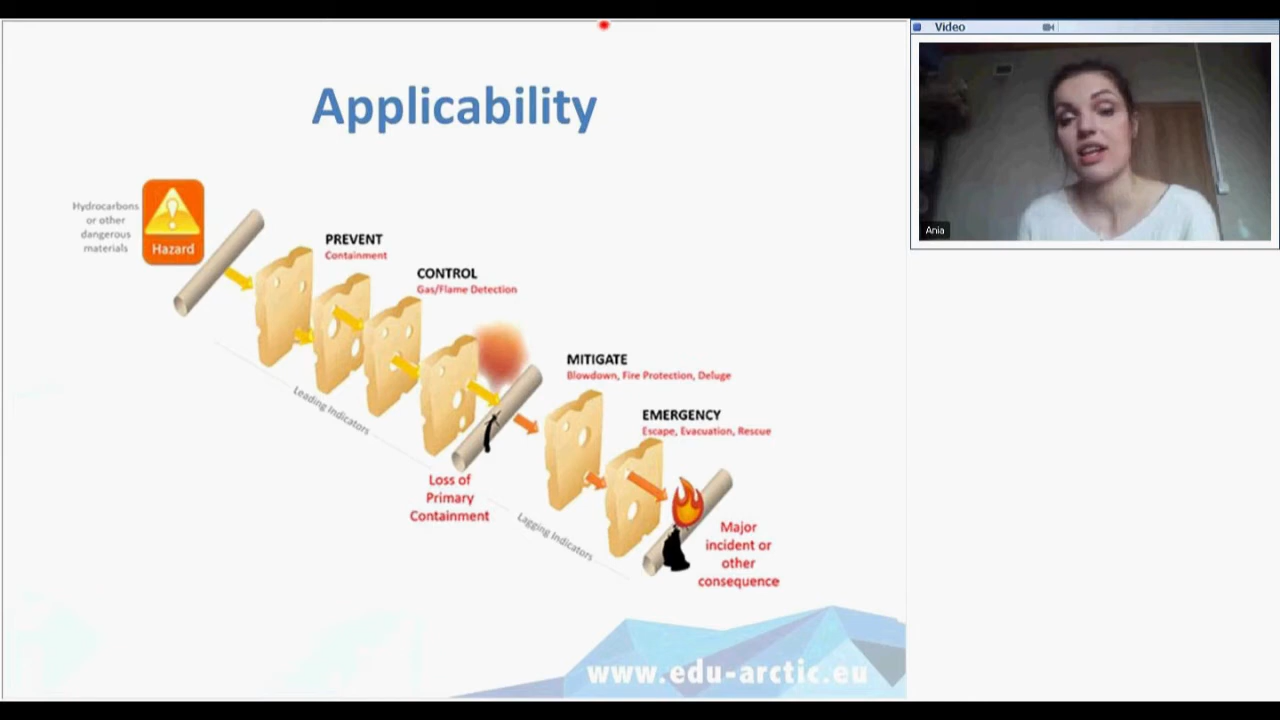 Applicability
Hydrocarbons
or other
dangerous
materials
Hazard
PREVENT
Containment
CONTROL
Gas/Flame Detection
MITIGATE
Blowdown, Fire Protection, Deluge
EMERGENCY
Escape, Evacuation, Rescue
Leading Indicators
Loss of
Primary
Containment
Lagging Indicators
Major
incident or
other
consequence
www.edu-arctic.eu
Video
Ania